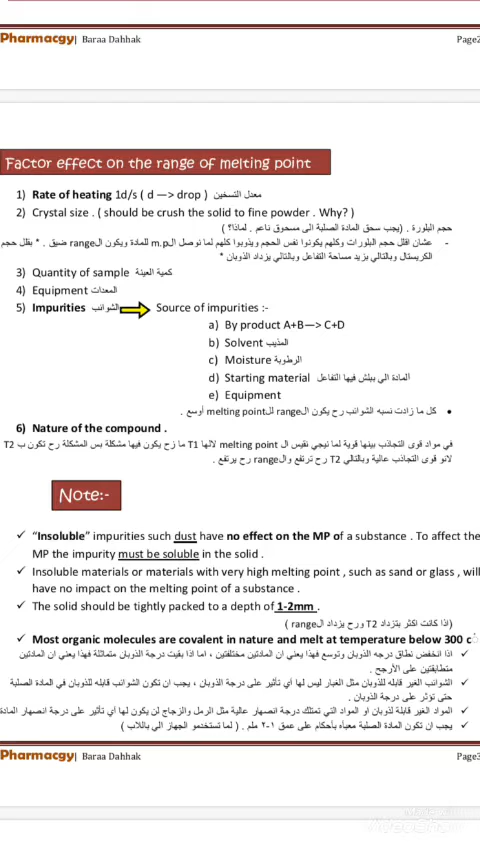 Pharmacgy| Baraa Dahhak Page2
Factor effect on the range of melting point
1) Rate of heating 1d/s ( d —> drop ) معدل التسخين
2) Crystal size . ( should be crush the solid to fine powder . Why? )
حجم البلورة . (يجب سحق المادة الصلبة الى مسحوق ناعم . لماذا؟ )
- عشان اقلل حجم البلورات وكلهم يكونوا نفس الحجم ويذوبوا كلهم لما نوصل الm.p للمادة ويكون الrange ضيق . * بقلل حجم
الكريستال وبالتالي بزيد مساحة التفاعل وبالتالي يزداد الذوبان *
3) Quantity of sample كمية العينة
4) Equipment المعدات
5) Impurities الشوائب Source of impurities :-
a) By product A+B—> C+D
b) Solvent المذيب
c) Moisture الرطوبة
d) Starting material المادة الي ببلش فيها التفاعل
e) Equipment
• كل ما زادت نسبه الشوائب رح يكون الrange للmelting point أوسع .
6) Nature of the compound .
في مواد قوى التجاذب بينها قوية لما نيجي نقيس ال melting point لالها T1 ما رح يكون فيها مشكلة بس المشكلة رح تكون ب T2
لانو قوى التجاذب عالية وبالتالي T2 رح ترتفع والrange رح يرتفع .
Note:-
✓ “Insoluble” impurities such dust have no effect on the MP of a substance . To affect the
MP the impurity must be soluble in the solid .
✓ Insoluble materials or materials with very high melting point , such as sand or glass , will
have no impact on the melting point of a substance .
✓ The solid should be tightly packed to a depth of 1-2mm .
(اذا كانت اكثر بتزداد T2 ورح يزداد الrange )
✓ Most organic molecules are covalent in nature and melt at temperature below 300 c
✓ اذا انخفض نطاق درجه الذوبان وتوسع فهذا يعني ان المادتين مختلفتين ، اما اذا بقيت درجة الذوبان متماثلة فهذا يعني ان المادتين
متطابقتين على الأرجح .
✓ الشوائب الغير قابله للذوبان مثل الغبار ليس لها أي تأثير على درجة الذوبان ، يجب ان تكون الشوائب قابله للذوبان في المادة الصلبة
حتى تؤثر على درجة الذوبان .
✓ المواد الغير قابلة لذوبان او المواد التي تمتلك درجة انصهار عالية مثل الرمل والزجاج لن يكون لها أي تأثير على درجة انصهار المادة
✓ يجب ان تكون المادة الصلبة معبأه بأحكام على عمق ١-٢ ملم . ( لما تستخدمو الجهاز الي باللاب )
Pharmacgy| Baraa Dahhak Page3